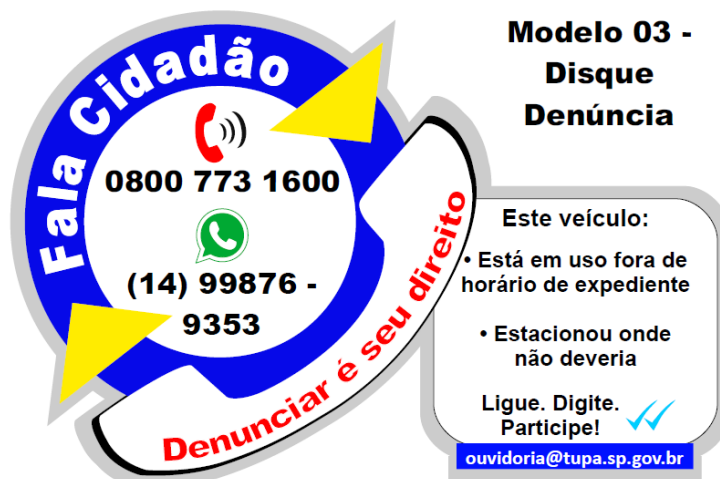 Modelo 03 -
Disque
Denúncia
Fala Cidadão
0800 773 1600
(14) 99876 -
9353
Denunciar é seu direito
Este veículo:
• Está em uso fora de
horário de expediente
• Estacionou onde
não deveria
Ligue. Digite.
Participe!
ouvidoria@tupa.sp.gov.br